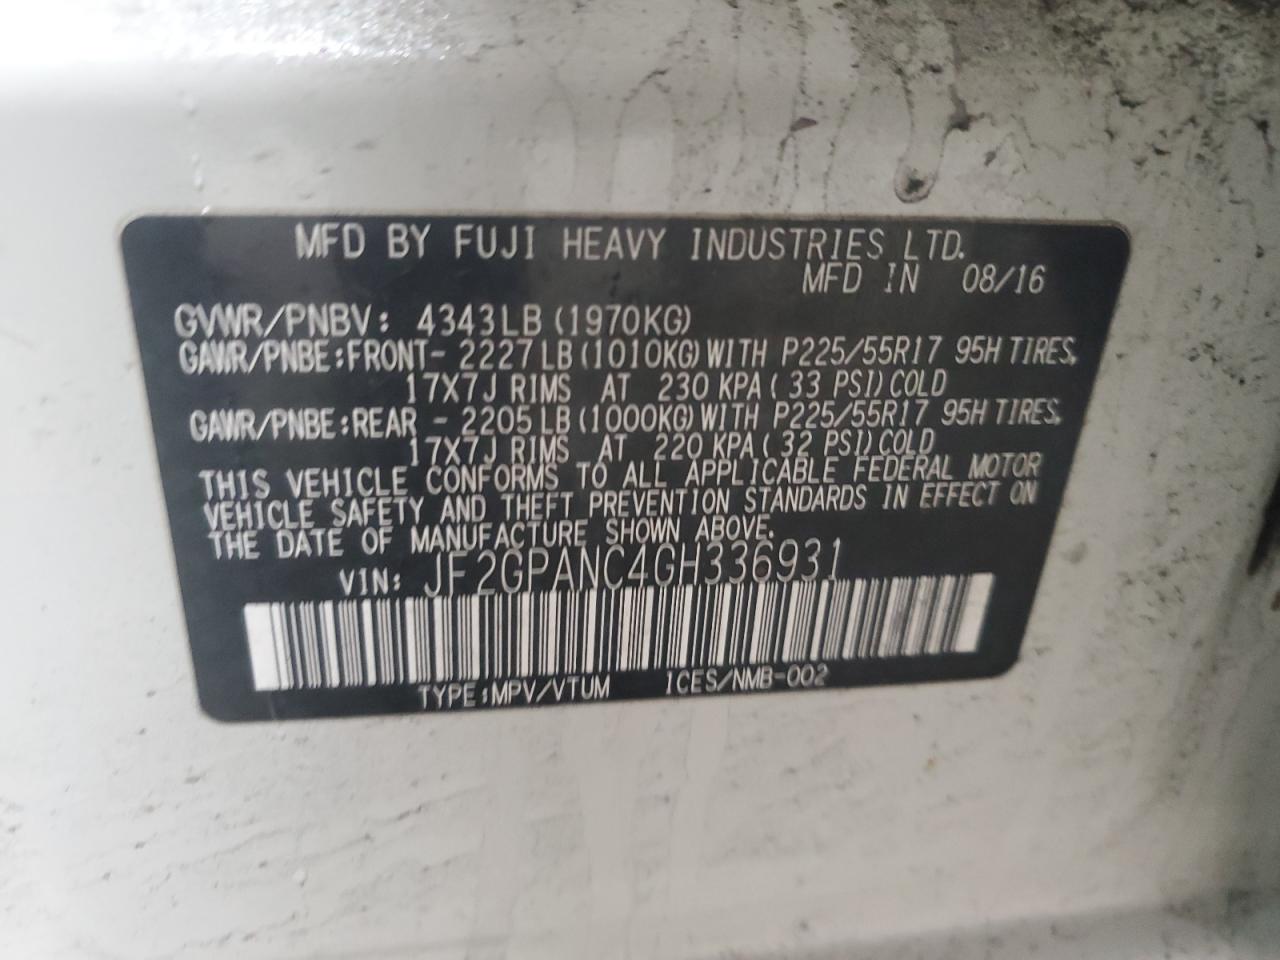 MFD BY FUJI HEAVY INDUSTRIES LTD.
MFD IN 08/16
GVWR/PNBV: 4343LB (1970KG)
GAWR/PNBE:FRONT- 2227LB(1010KG)WITH P225/55R17 95H TIRES,
17X7J RIMS AT 230 KPA( 33 PSI)COLD
GAWR/PNBE:REAR - 2205LB(1000KG)WITH P225/55R17 95H TIRES,
17X7J RIMS AT 220 KPA( 32 PSI)COLD
THIS VEHICLE CONFORMS TO ALL APPLICABLE FEDERAL MOTOR
VEHICLE SAFETY AND THEFT PREVENTION STANDARDS IN EFFECT ON
THE DATE OF MANUFACTURE SHOWN ABOVE.
VIN: JF2GPANC4GH336931
TYPE:MPV/VTUM ICES/NMB-002